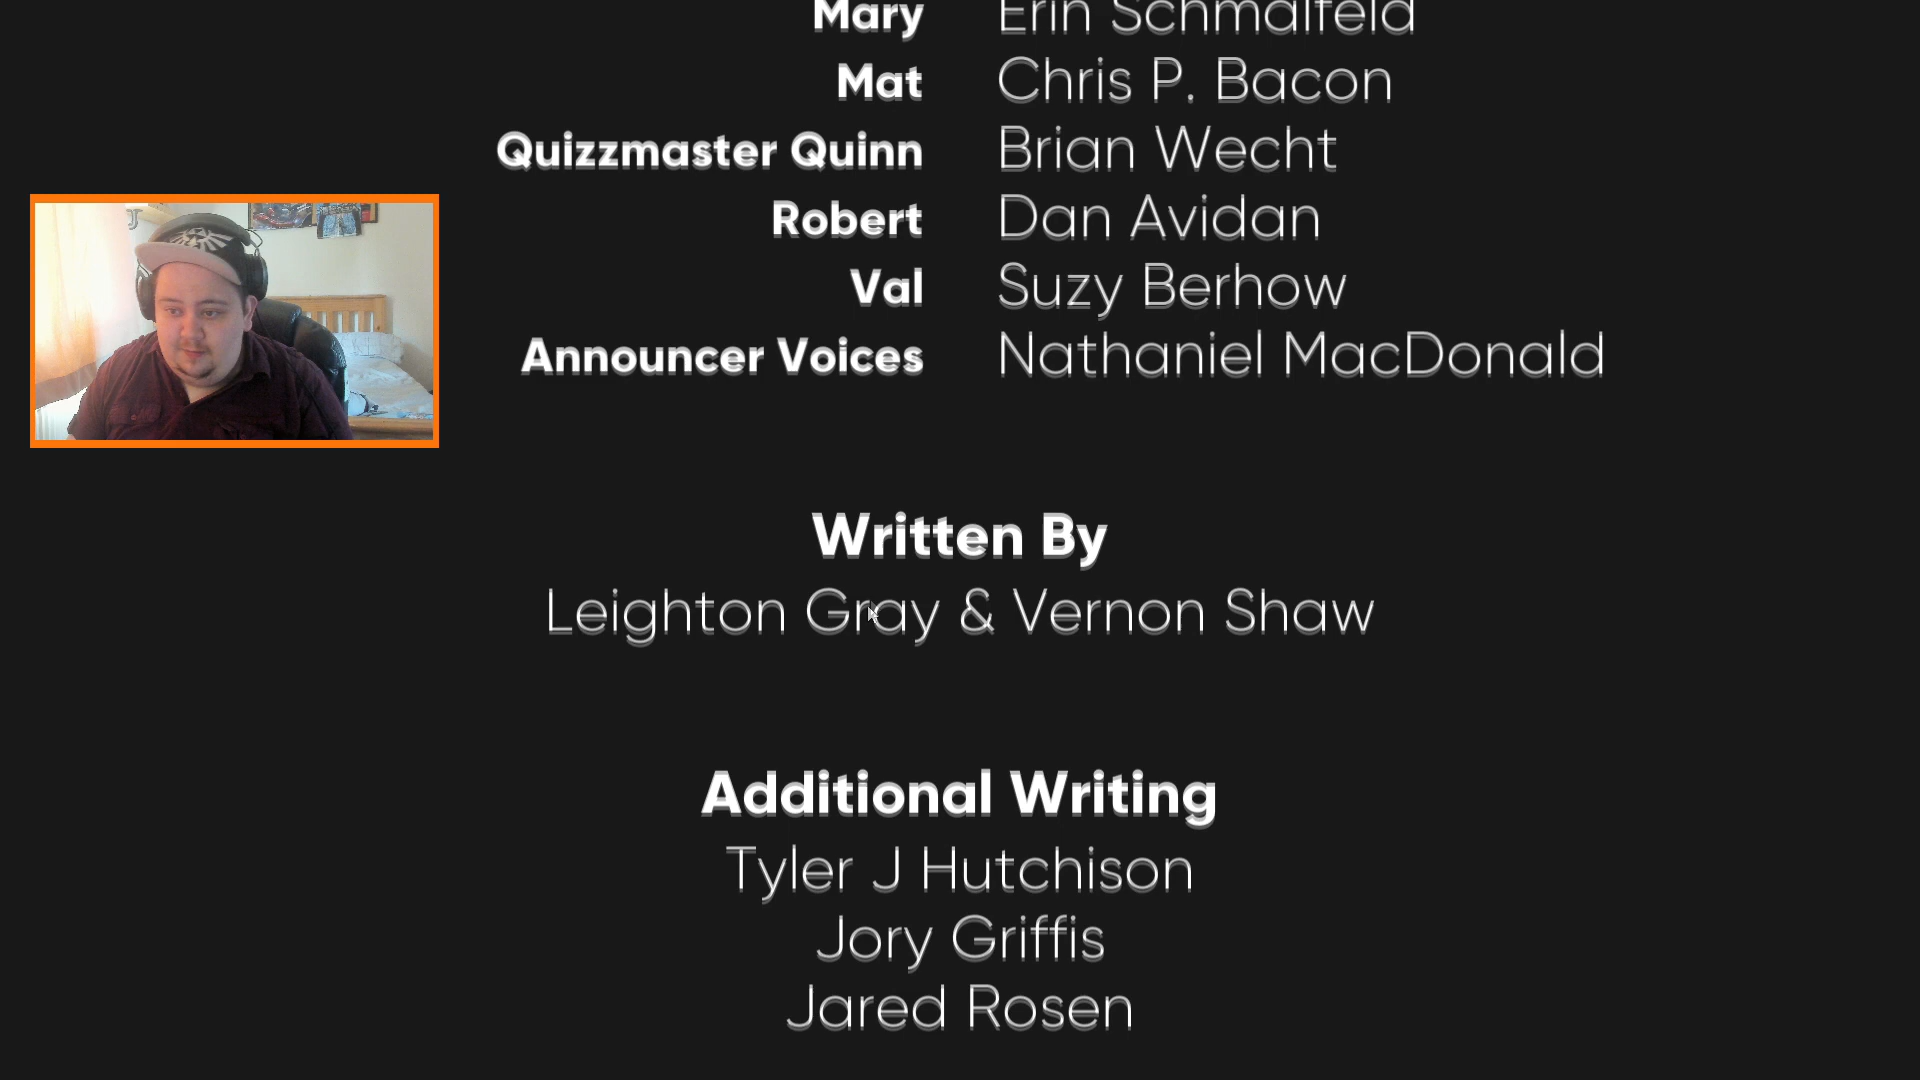 Mary Erin Schmalfeld
Mat Chris P. Bacon
Quizzmaster Quinn Brian Wecht
Robert Dan Avidan
Val Suzy Berhow
Announcer Voices Nathaniel MacDonald
Written By
Leighton Gray & Vernon Shaw
Additional Writing
Tyler J Hutchison
Jory Griffis
Jared Rosen